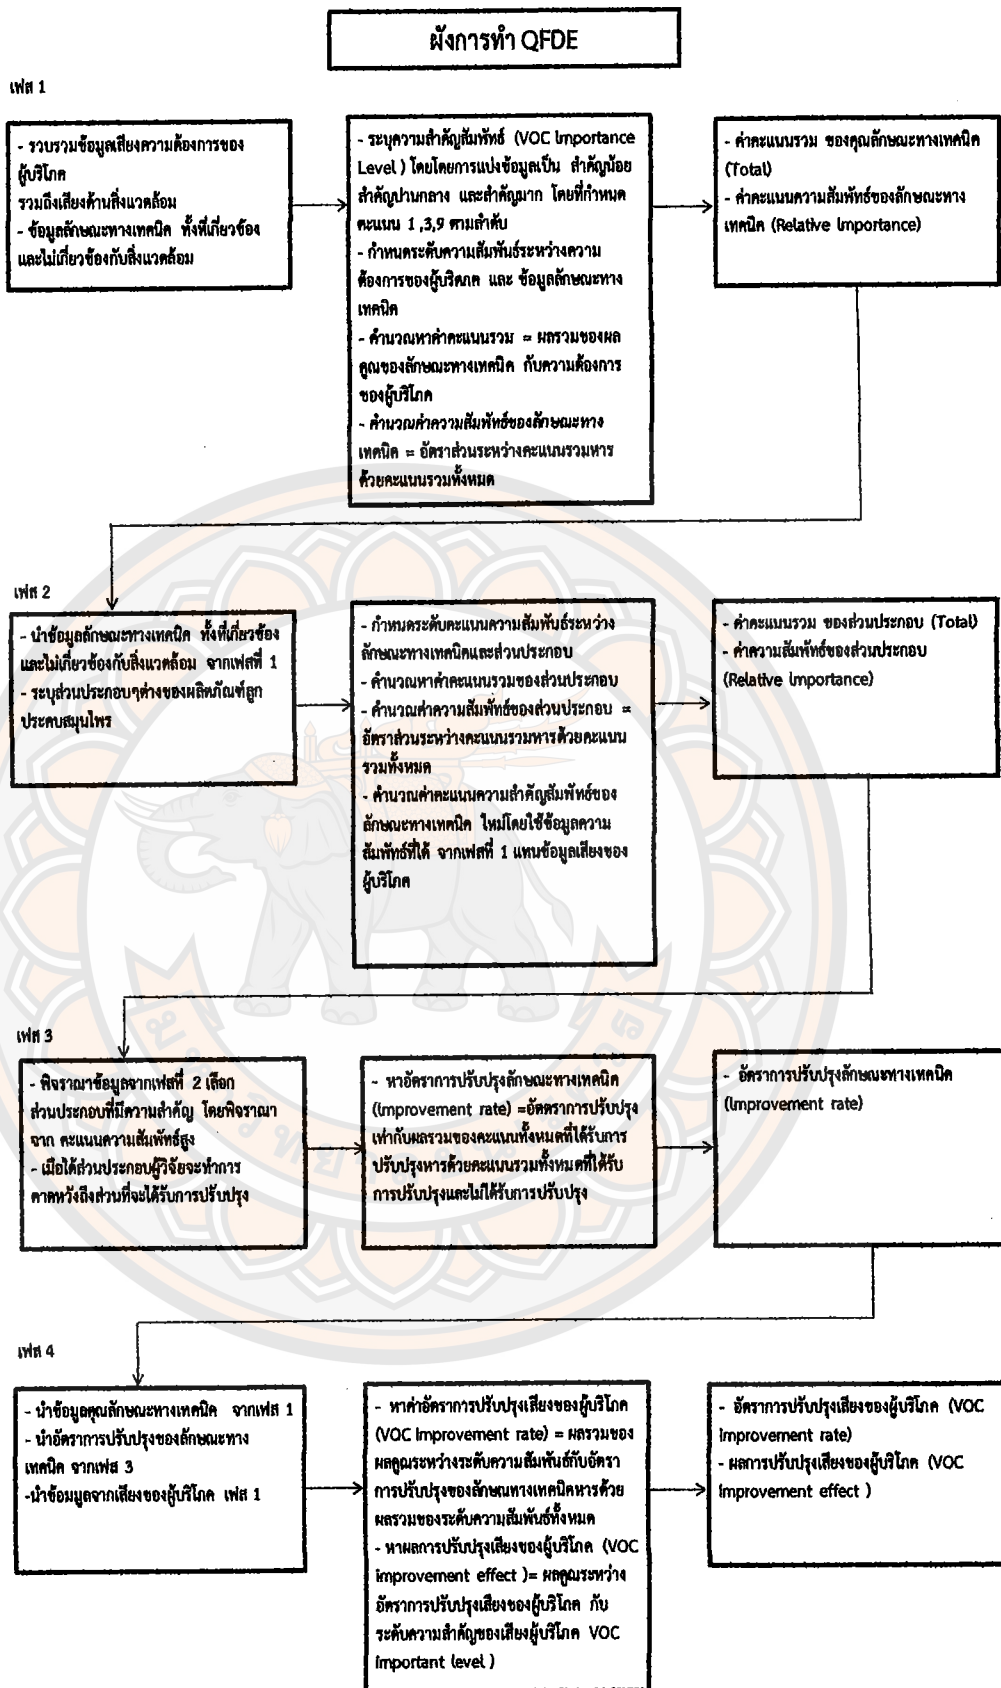 ผังการทำ QFDE
เฟส 1
- รวบรวมข้อมูลเสียงความต้องการของ
ผู้บริโภค
รวมถึงเสียงด้านสิ่งแวดล้อม
- ข้อมูลลักษณะทางเทคนิค ทั้งที่เกี่ยวข้อง
และไม่เกี่ยวข้องกับสิ่งแวดล้อม
- ระบุความสำคัญสัมพัทธ์ (VOC Importance
Level ) โดยโดยการแบ่งข้อมูลเป็น สำคัญน้อย
สำคัญปานกลาง และสำคัญมาก โดยที่กำหนด
คะแนน 1 ,3,9 ตามลำดับ
- กำหนดระดับความสัมพันธ์ระหว่างความ
ต้องการของผู้บริดภค และ ข้อมูลลักษณะทาง
เทคนิค
- คำนวณหาค่าคะแนนรวม = ผลรวมของผล
คูณของลักษณะทางเทคนิค กับความต้องการ
ของผู้บริโภค
- คำนวณค่าความสัมพัทธ์ของลักษณะทาง
เทคนิค = อัตราส่วนระหว่างคะแนนรวมหาร
ด้วยคะแนนรวมทั้งหมด
- ค่าคะแนนรวม ของคุณลักษณะทางเทคนิค
(Total)
- ค่าคะแนนความสัมพัทธ์ของลักษณะทาง
เทคนิค (Relative Importance)
เฟส 2
- นำข้อมูลลักษณะทางเทคนิค ทั้งที่เกี่ยวข้อง
และไม่เกี่ยวข้องกับสิ่งแวดล้อม จากเฟสที่ 1
- ระบุส่วนประกอบๆต่างของผลิตภัณฑ์ลูก
ประคบสมุนไพร
- กำหนดระดับคะแนนความสัมพันธ์ระหว่าง
ลักษณะทางเทคนิคและส่วนประกอบ
- คำนวณหาค่าคะแนนรวมของส่วนประกอบ
- คำนวณค่าความสัมพัทธ์ของส่วนประกอบ =
อัตราส่วนระหว่างคะแนนรวมหารด้วยคะแนน
รวมทั้งหมด
- คำนวณค่าคะแนนความสำคัญสัมพัทธ์ของ
ลักษณะทางเทคนิค ใหม่โดยใช้ข้อมูลความ
สัมพัทธ์ที่ได้ จากเฟสที่ 1 แทนข้อมูลเสียงของ
ผู้บริโภค
- ค่าคะแนนรวม ของส่วนประกอบ (Total)
- ค่าความสัมพัทธ์ของส่วนประกอบ
(Relative Importance)
เฟส 3
- พิจราณาข้อมูลจากเฟสที่ 2 เลือก
ส่วนประกอบที่มีความสำคัญ โดยพิจราณา
จาก คะแนนความสัมพัทธ์สูง
- เมื่อได้ส่วนประกอบผู้วิจัยจะทำการ
คาดหวังถึงส่วนที่จะได้รับการปรับปรุง
- หาอัตราการปรับปรุงลักษณะทางเทคนิค
(Improvement rate) =อัตตราการปรับปรุง
เท่ากับผลรวมของคะแนนทั้งหมดที่ได้รับการ
ปรับปรุงหารด้วยคะแนนรวมทั้งหมดที่ได้รับ
การปรับปรุงและไม่ได้รับการปรับปรุง
- อัตราการปรับปรุงลักษณะทางเทคนิค
(Improvement rate)
เฟส 4
- นำข้อมูลคุณลักษณะทางเทคนิค จากเฟส 1
- นำอัตราการปรับปรุงของลักษณะทาง
เทคนิค จากเฟส 3
-นำข้อมมูลจากเสียงของผู้บริโภค เฟส 1
- หาค่าอัตราการปรับปรุงเสียงของผู้บริโภค
(VOC improvement rate) = ผลรวมของ
ผลคูณระหว่างระดับความสัมพันธ์กับอัตรา
การปรับปรุงของลักษณทางเทคนิคหารด้วย
ผลรวมของระดับความสัมพันธ์ทั้งหมด
- หาผลการปรับปรุงเสียงของผู้บริโภค (VOC
improvement effect )= ผลคูณระหว่าง
อัตราการปรับปรุงเสียงของผู้บริโภค กับ
ระดับความสำคัญของเสียงผู้บริโภค VOC
important level )
- อัตราการปรับปรุงเสียงของผู้บริโภค (VOC
improvement rate)
- ผลการปรับปรุงเสียงของผู้บริโภค (VOC
improvement effect )